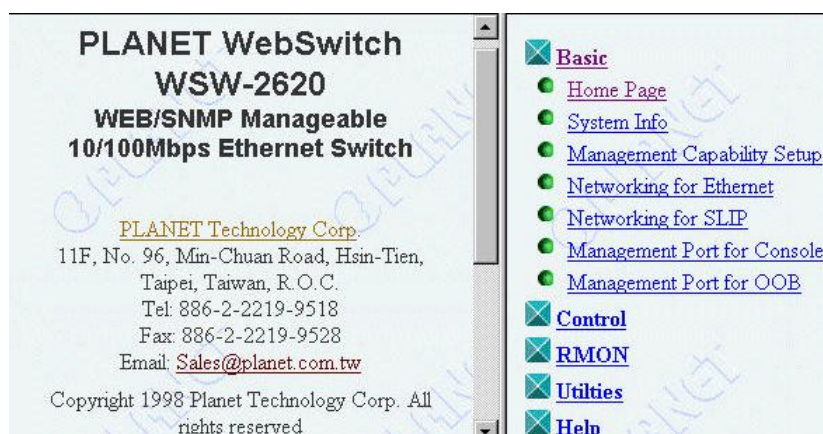 PLANET WebSwitch
WSW-2620
WEB/SNMP Manageable
10/100Mbps Ethernet Switch
PLANET Technology Corp.
11F, No. 96, Min-Chuan Road, Hsin-Tien,
Taipei, Taiwan, R.O.C.
Tel: 886-2-2219-9518
Fax: 886-2-2219-9528
Email: Sales@planet.com.tw
Copyright 1998 Planet Technology Corp. All
rights reserved
Basic
Home Page
System Info
Management Capability Setup
Networking for Ethernet
Networking for SLIP
Management Port for Console
Management Port for OOB
Control
RMON
Utilties
Help